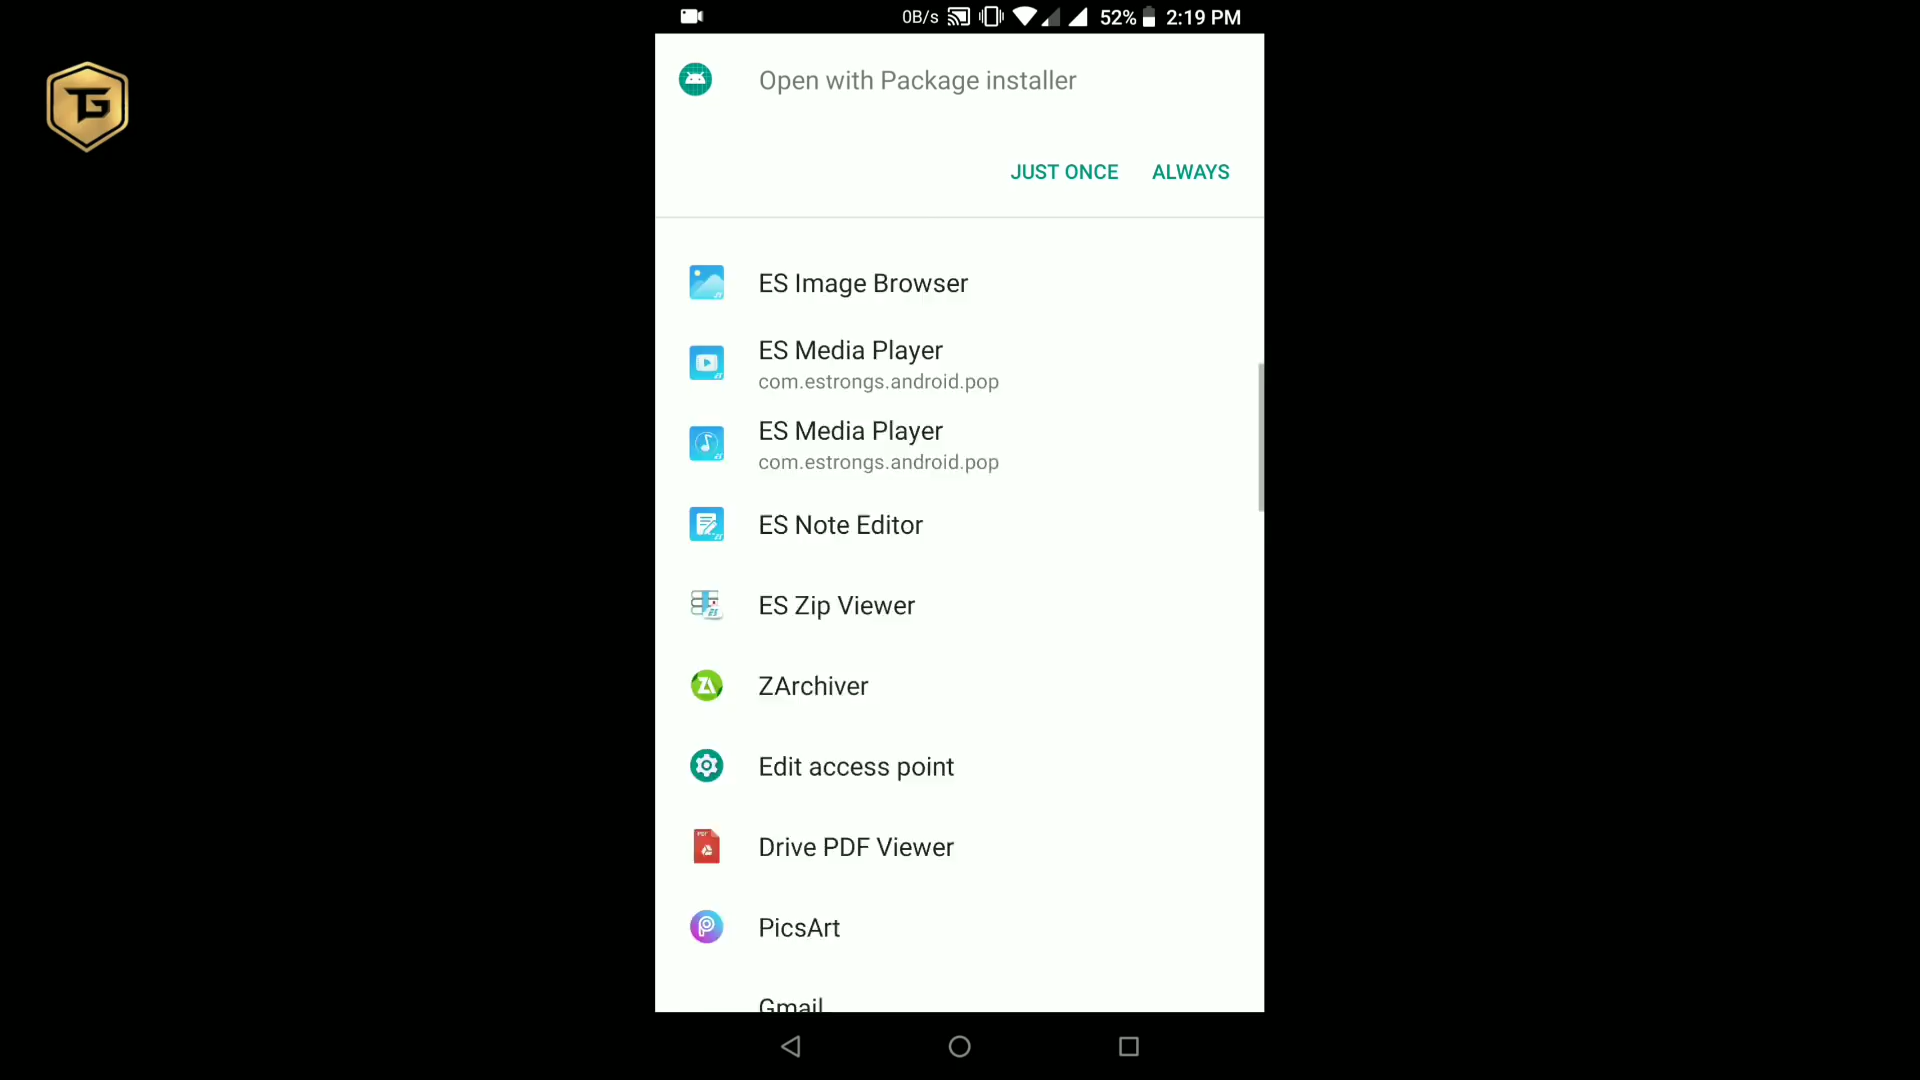 0B/s 52% 2:19 PM
TG
Open with Package installer
JUST ONCE ALWAYS
ES Image Browser
ES Media Player
com.estrongs.android.pop
ES Media Player
com.estrongs.android.pop
ES Note Editor
ES Zip Viewer
ZArchiver
Edit access point
Drive PDF Viewer
PicsArt
Gmail